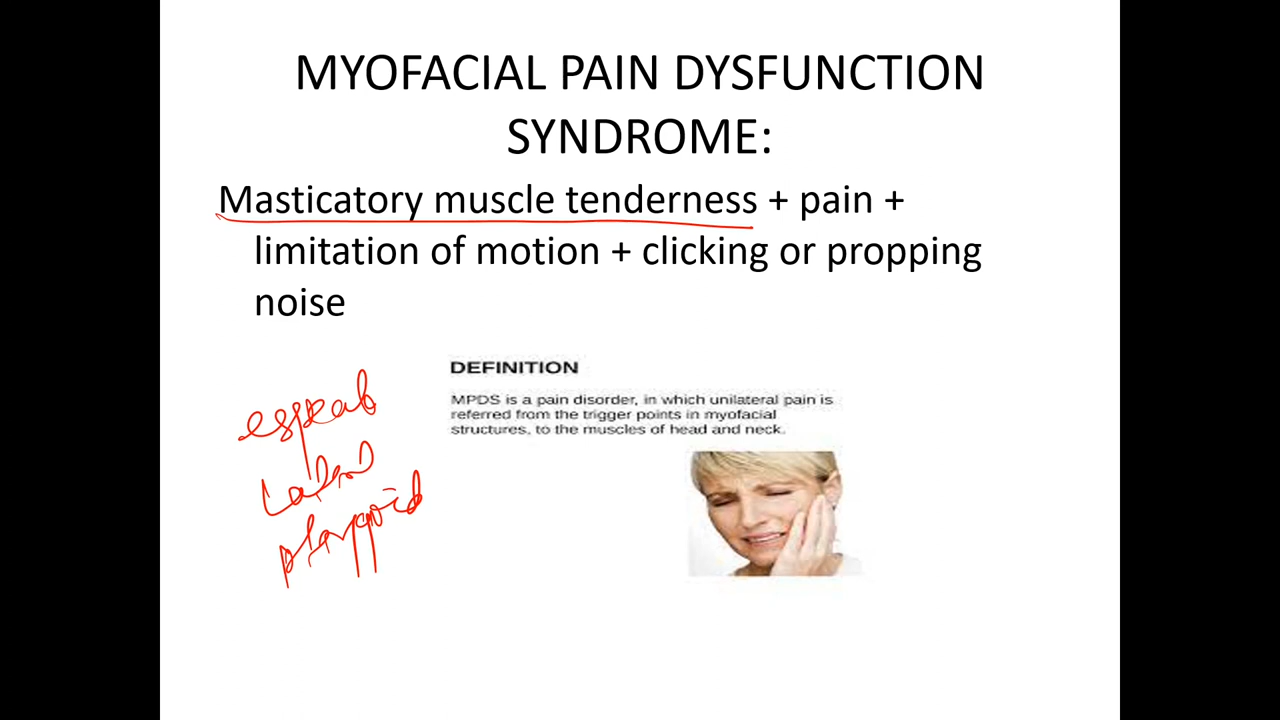 MYOFACIAL PAIN DYSFUNCTION
SYNDROME:
Masticatory muscle tenderness + pain +
limitation of motion + clicking or propping
noise
DEFINITION
MPDS is a pain disorder, in which unilateral pain is
referred from the trigger points in myofacial
structures, to the muscles of head and neck.